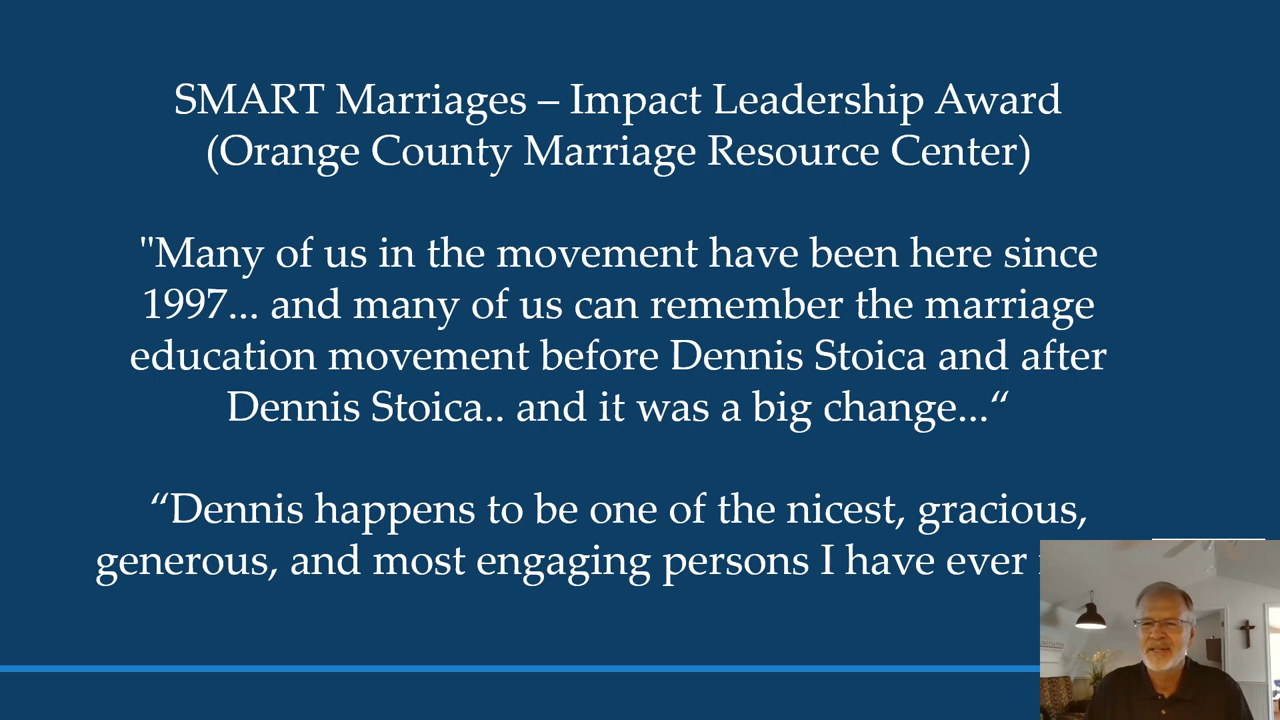 SMART Marriages – Impact Leadership Award
(Orange County Marriage Resource Center)
"Many of us in the movement have been here since
1997... and many of us can remember the marriage
education movement before Dennis Stoica and after
Dennis Stoica.. and it was a big change...“
“Dennis happens to be one of the nicest, gracious,
generous, and most engaging persons I have ever